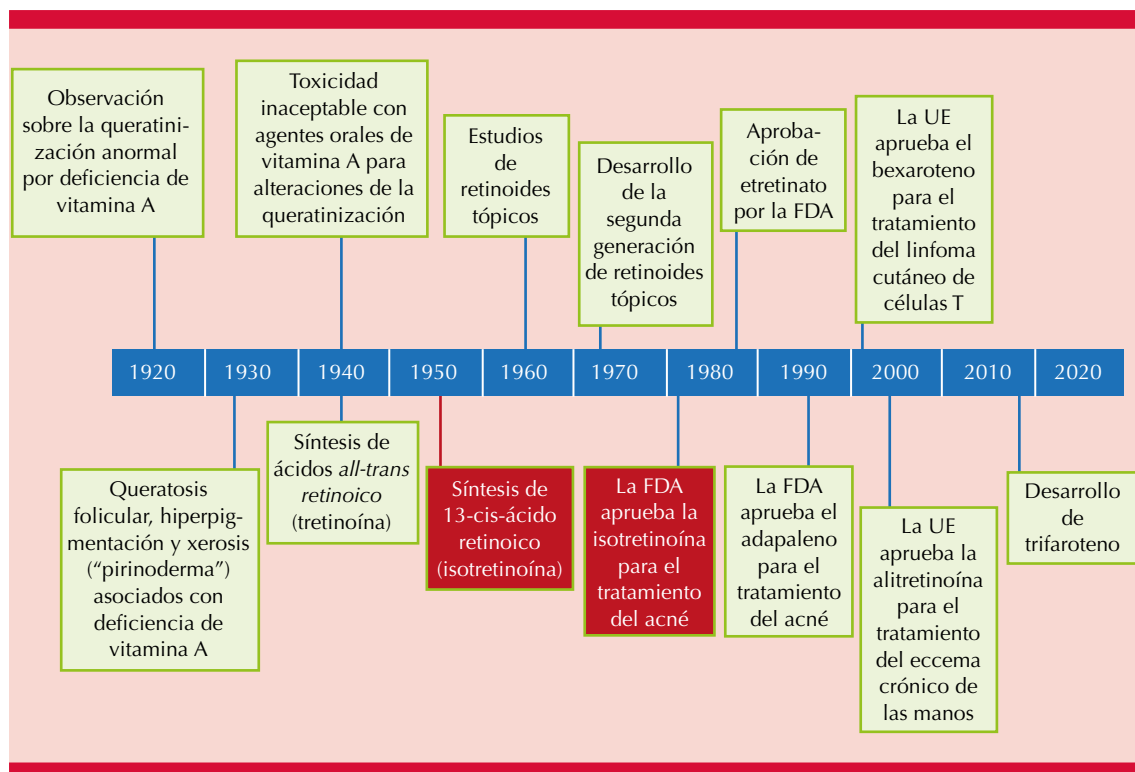 Observación
sobre la queratini-
zación anormal
por deficiencia de
vitamina A
Toxicidad
inaceptable con
agentes orales de
vitamina A para
alteraciones de la
queratinización
Estudios
de
retinoides
tópicos
Desarrollo
de la
segunda
generación
de retinoides
tópicos
Aproba-
ción de
etretinato
por la FDA
La UE
aprueba el
bexaroteno
para el
tratamiento
del linfoma
cutáneo de
células T
1920 1930 1940 1950 1960 1970 1980 1990 2000 2010 2020
Queratosis
folicular, hiperpig-
mentación y xerosis
(“pirinoderma”)
asociados con
deficiencia de
vitamina A
Síntesis de
ácidos all-trans
retinoico
(tretinoína)
Síntesis de
13-cis-ácido
retinoico
(isotretinoína)
La FDA
aprueba la
isotretinoína
para el
tratamiento
del acné
La FDA
aprueba el
adapaleno
para el
tratamiento
del acné
La UE
aprueba la
alitretinoína
para el
tratamiento
del eccema
crónico de
las manos
Desarrollo
de
trifaroteno